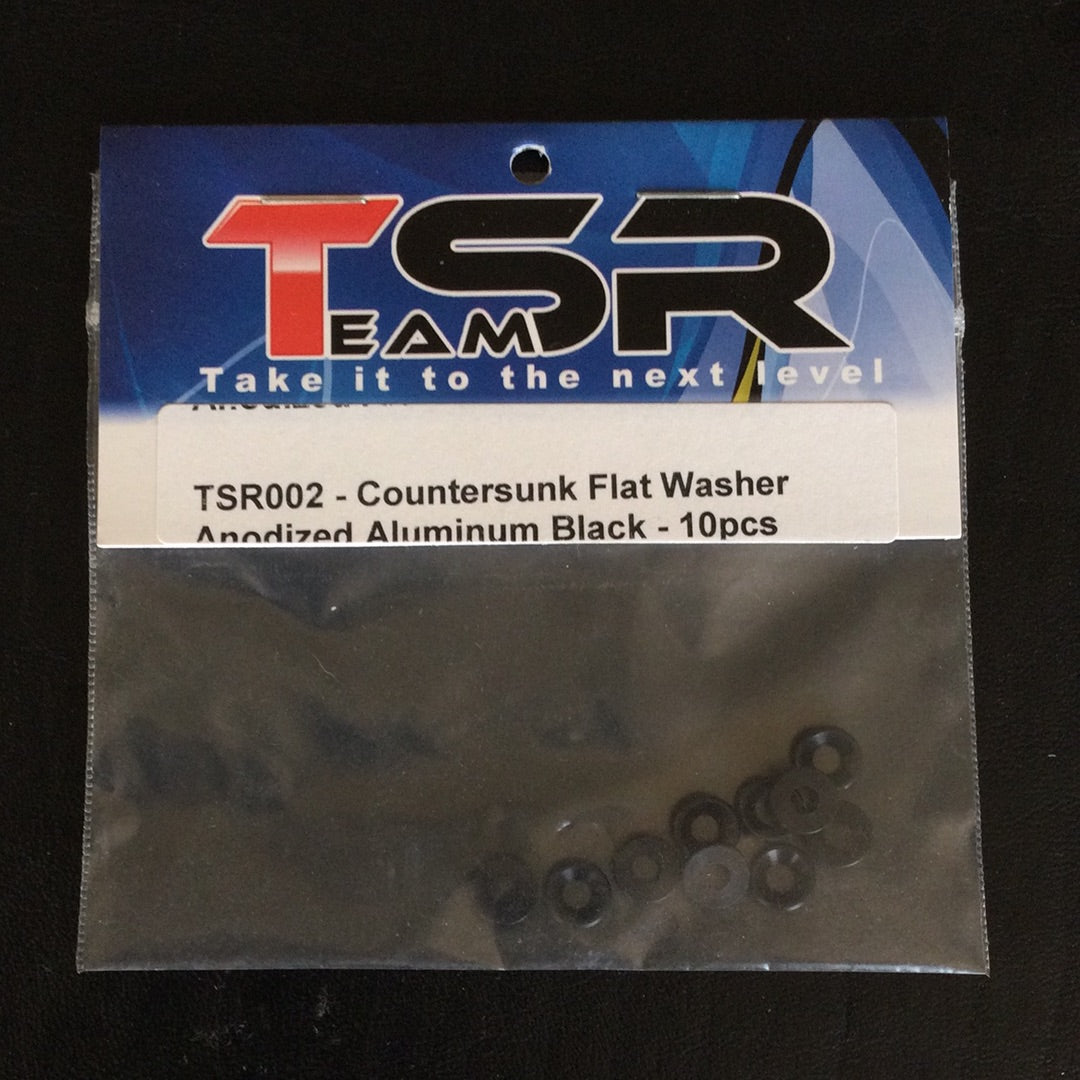 TEAM TSR
Take it to the next level
TSR002 - Countersunk Flat Washer
Anodized Aluminum Black - 10pcs